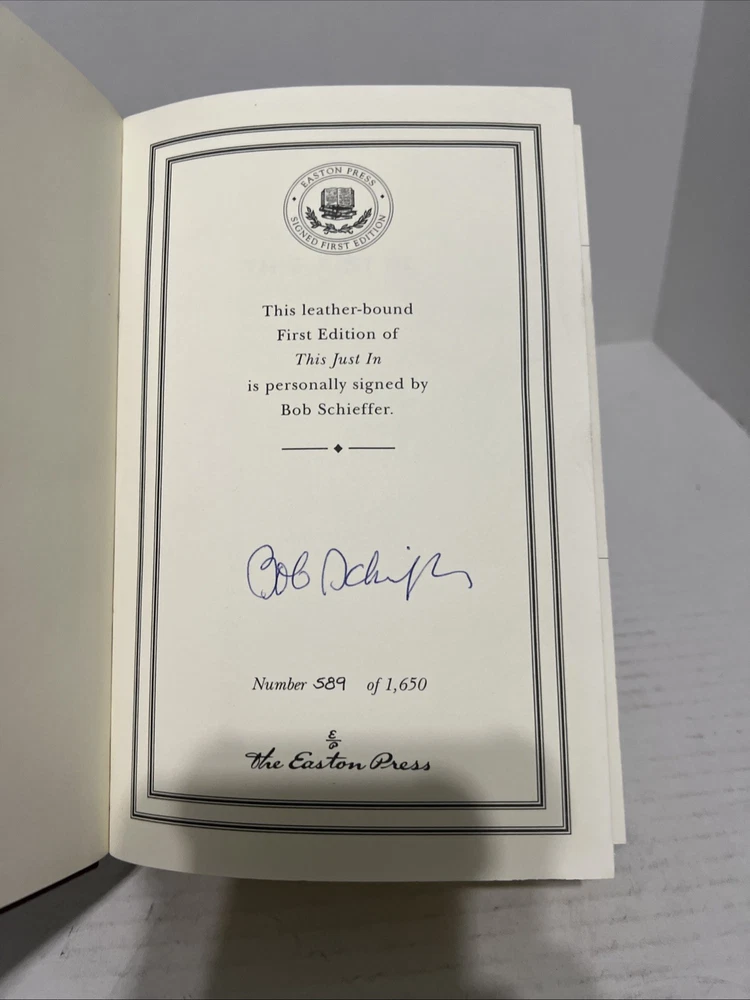 EASTON PRESS
SIGNED FIRST EDITION
This leather-bound
First Edition of
This Just In
is personally signed by
Bob Schieffer.
Bob Schieffer
Number 589 of 1,650
The Easton Press